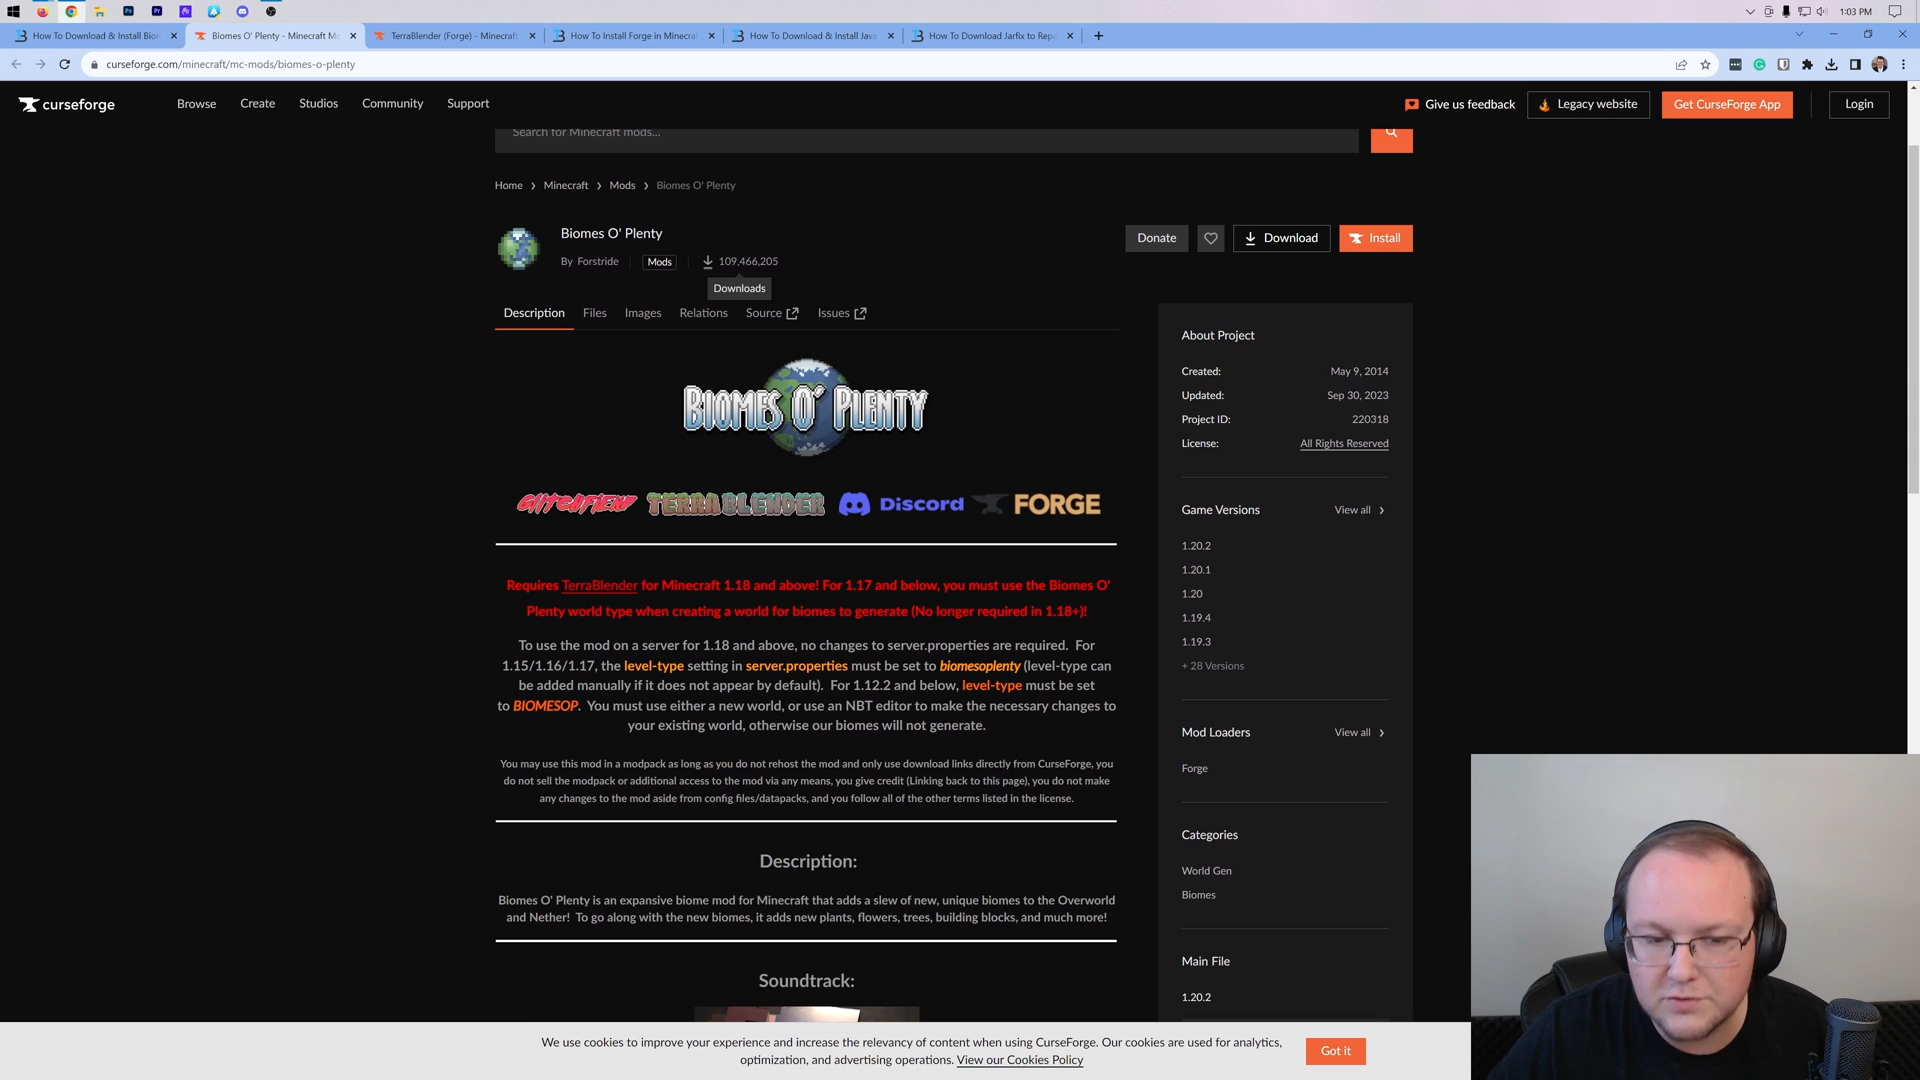 1:03 PM
How To Download & Install Bion
Biomes O' Plenty - Minecraft Mo
TerraBlender (Forge) - Minecraft
How To Install Forge in Minecra
How To Download & Install Java
How To Download Jarfix to Repa
curseforge.com/minecraft/mc-mods/biomes-o-plenty
curseforge
Browse
Create
Studios
Community
Support
Give us feedback
Legacy website
Get CurseForge App
Login
Search for Minecraft mods...
Home > Minecraft > Mods > Biomes O' Plenty
Biomes O' Plenty
By Forstride
Mods
109,466,205
Downloads
Donate
Download
Install
Description
Files
Images
Relations
Source
Issues
BIOMES O' PLENTY
GLITCHFIEND TERRABLENDER Discord FORGE
Requires TerraBlender for Minecraft 1.18 and above! For 1.17 and below, you must use the Biomes O'
Plenty world type when creating a world for biomes to generate (No longer required in 1.18+)!
To use the mod on a server for 1.18 and above, no changes to server.properties are required. For
1.15/1.16/1.17, the level-type setting in server.properties must be set to biomesoplenty (level-type can
be added manually if it does not appear by default). For 1.12.2 and below, level-type must be set
to BIOMESOP. You must use either a new world, or use an NBT editor to make the necessary changes to
your existing world, otherwise our biomes will not generate.
You may use this mod in a modpack as long as you do not rehost the mod and only use download links directly from CurseForge, you
do not sell the modpack or additional access to the mod via any means, you give credit (Linking back to this page), you do not make
any changes to the mod aside from config files/datapacks, and you follow all of the other terms listed in the license.
Description:
Biomes O' Plenty is an expansive biome mod for Minecraft that adds a slew of new, unique biomes to the Overworld
and Nether! To go along with the new biomes, it adds new plants, flowers, trees, building blocks, and much more!
Soundtrack:
About Project
Created: May 9, 2014
Updated: Sep 30, 2023
Project ID: 220318
License: All Rights Reserved
Game Versions
View all >
1.20.2
1.20.1
1.20
1.19.4
1.19.3
+ 28 Versions
Mod Loaders
View all >
Forge
Categories
World Gen
Biomes
Main File
1.20.2
We use cookies to improve your experience and increase the relevancy of content when using CurseForge. Our cookies are used for analytics,
optimization, and advertising operations. View our Cookies Policy
Got it